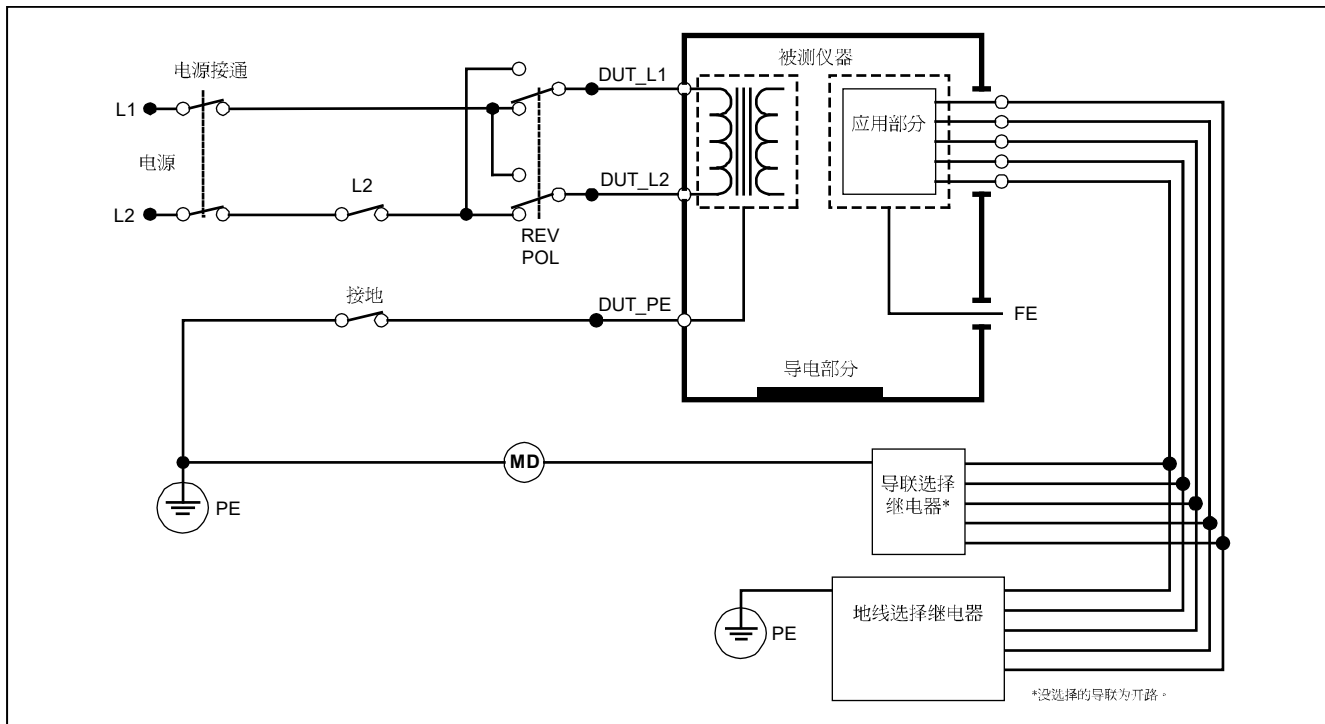 被测仪器
电源接通
DUT_L1
L1
应用部分
电源
L2
DUT_L2
L2
REV
POL
接地
DUT_PE
FE
导电部分
MD
导联选择
继电器*
PE
地线选择继电器
PE
*没选择的导联为开路。